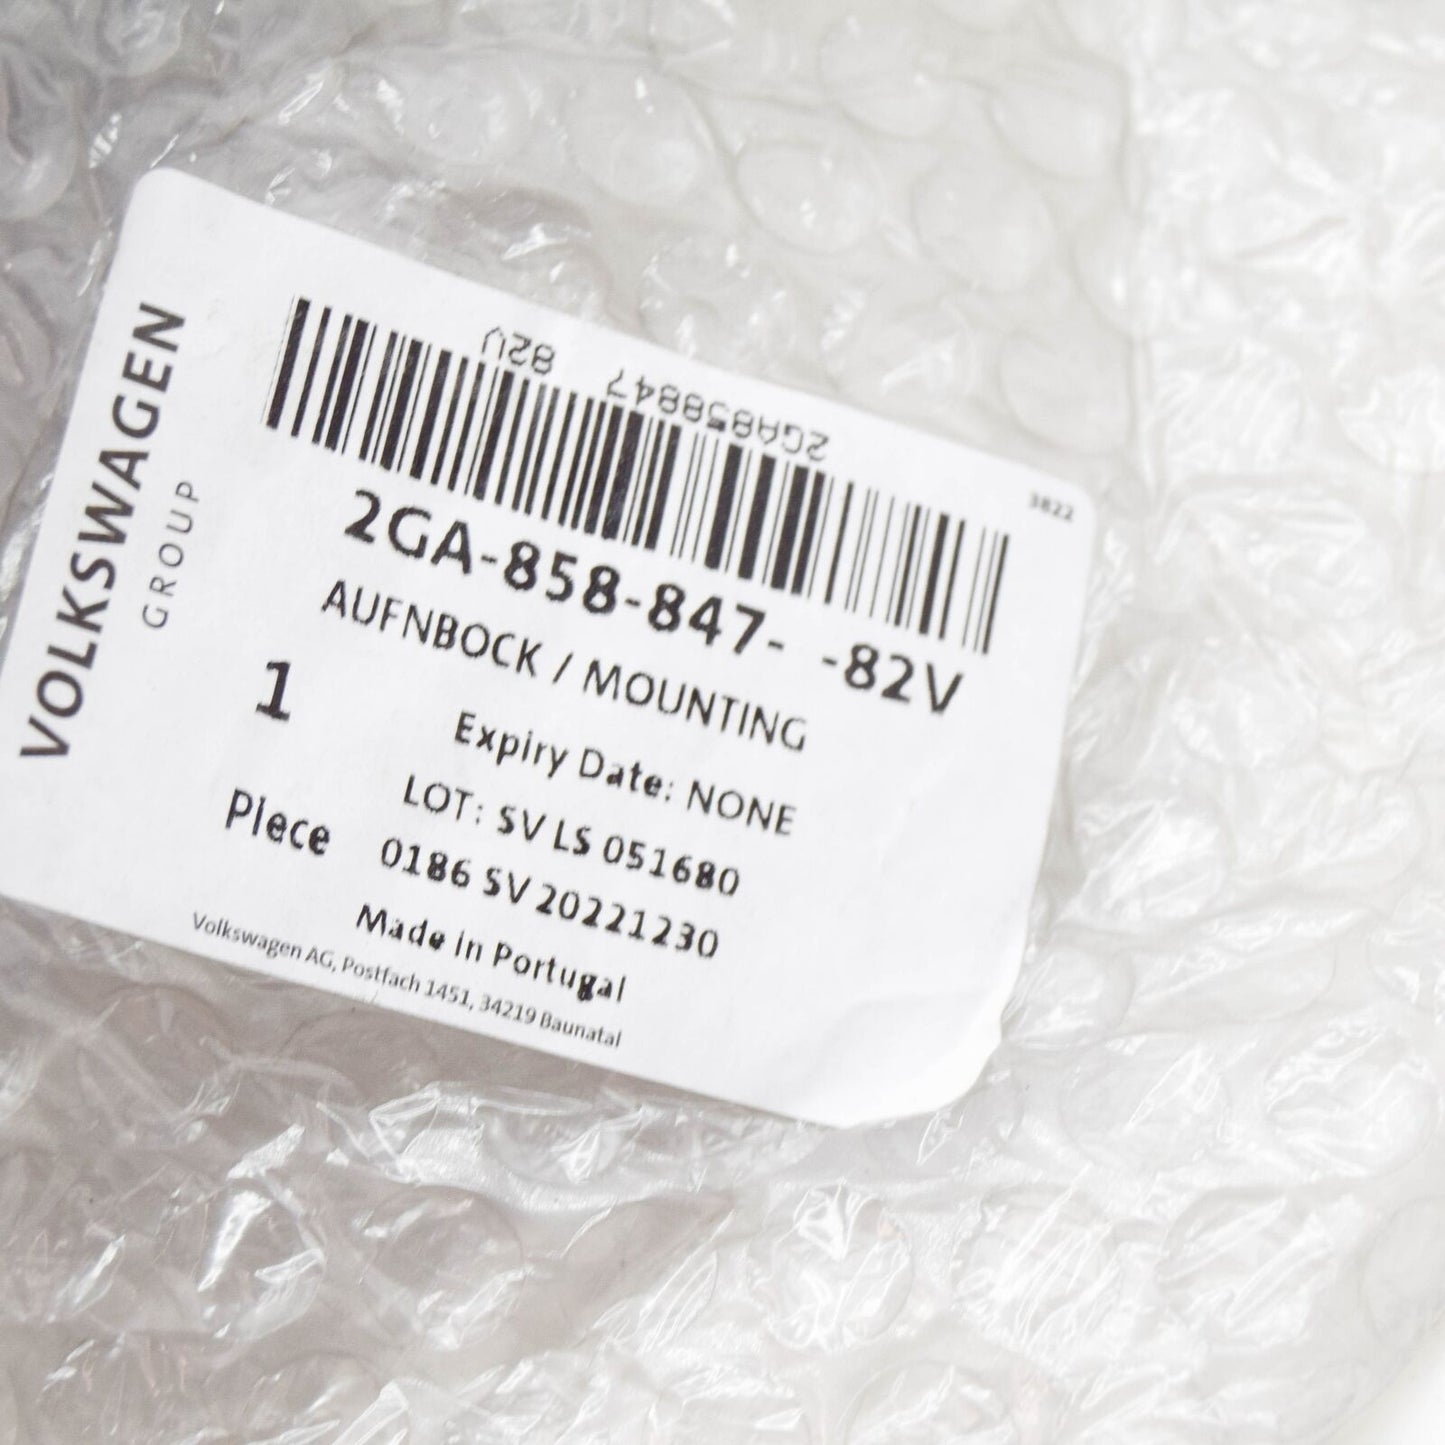 VOLKSWAGEN
GROUP
2GA858847 82V
3822
2GA-858-847- -82V
AUFNBOCK / MOUNTING
1
Piece
Expiry Date: NONE
LOT: SV LS 051680
0186 SV 20221230
Made in Portugal
Volkswagen AG, Postfach 1451, 34219 Baunatal